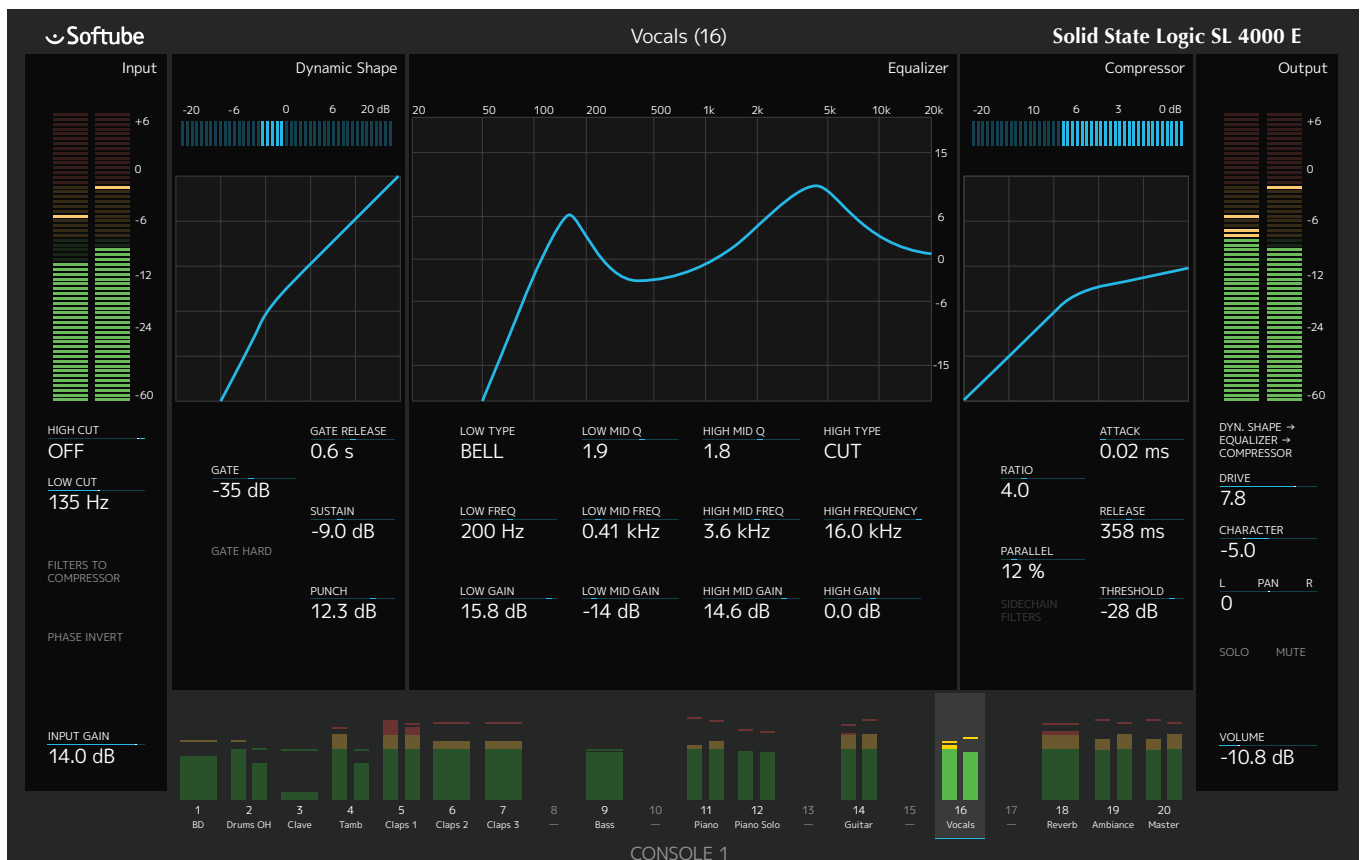 Softube
Vocals (16)
Solid State Logic SL 4000 E
Input
Dynamic Shape
Equalizer
Compressor
Output
-20 -6 0 6 20 dB
20 50 100 200 500 1k 2k 5k 10k 20k
-20 10 6 3 0 dB
+6
0
-6
-12
-24
-60
15
6
0
-6
-15
+6
0
-6
-12
-24
-60
HIGH CUT
OFF
LOW CUT
135 Hz
FILTERS TO
COMPRESSOR
PHASE INVERT
INPUT GAIN
14.0 dB
GATE RELEASE
0.6 s
GATE
-35 dB
SUSTAIN
-9.0 dB
GATE HARD
PUNCH
12.3 dB
LOW TYPE
BELL
LOW MID Q
1.9
HIGH MID Q
1.8
HIGH TYPE
CUT
LOW FREQ
200 Hz
LOW MID FREQ
0.41 kHz
HIGH MID FREQ
3.6 kHz
HIGH FREQUENCY
16.0 kHz
LOW GAIN
15.8 dB
LOW MID GAIN
-14 dB
HIGH MID GAIN
14.6 dB
HIGH GAIN
0.0 dB
ATTACK
0.02 ms
RATIO
4.0
RELEASE
358 ms
PARALLEL
12 %
SIDECHAIN
FILTERS
THRESHOLD
-28 dB
DYN. SHAPE →
EQUALIZER →
COMPRESSOR
DRIVE
7.8
CHARACTER
-5.0
L PAN R
0
SOLO MUTE
VOLUME
-10.8 dB
1 2 3 4 5 6 7 8 9 10 11 12 13 14 15 16 17 18 19 20
BD Drums OH Clave Tamb Claps 1 Claps 2 Claps 3 — Bass — Piano Piano Solo — Guitar — Vocals — Reverb Ambiance Master
CONSOLE 1